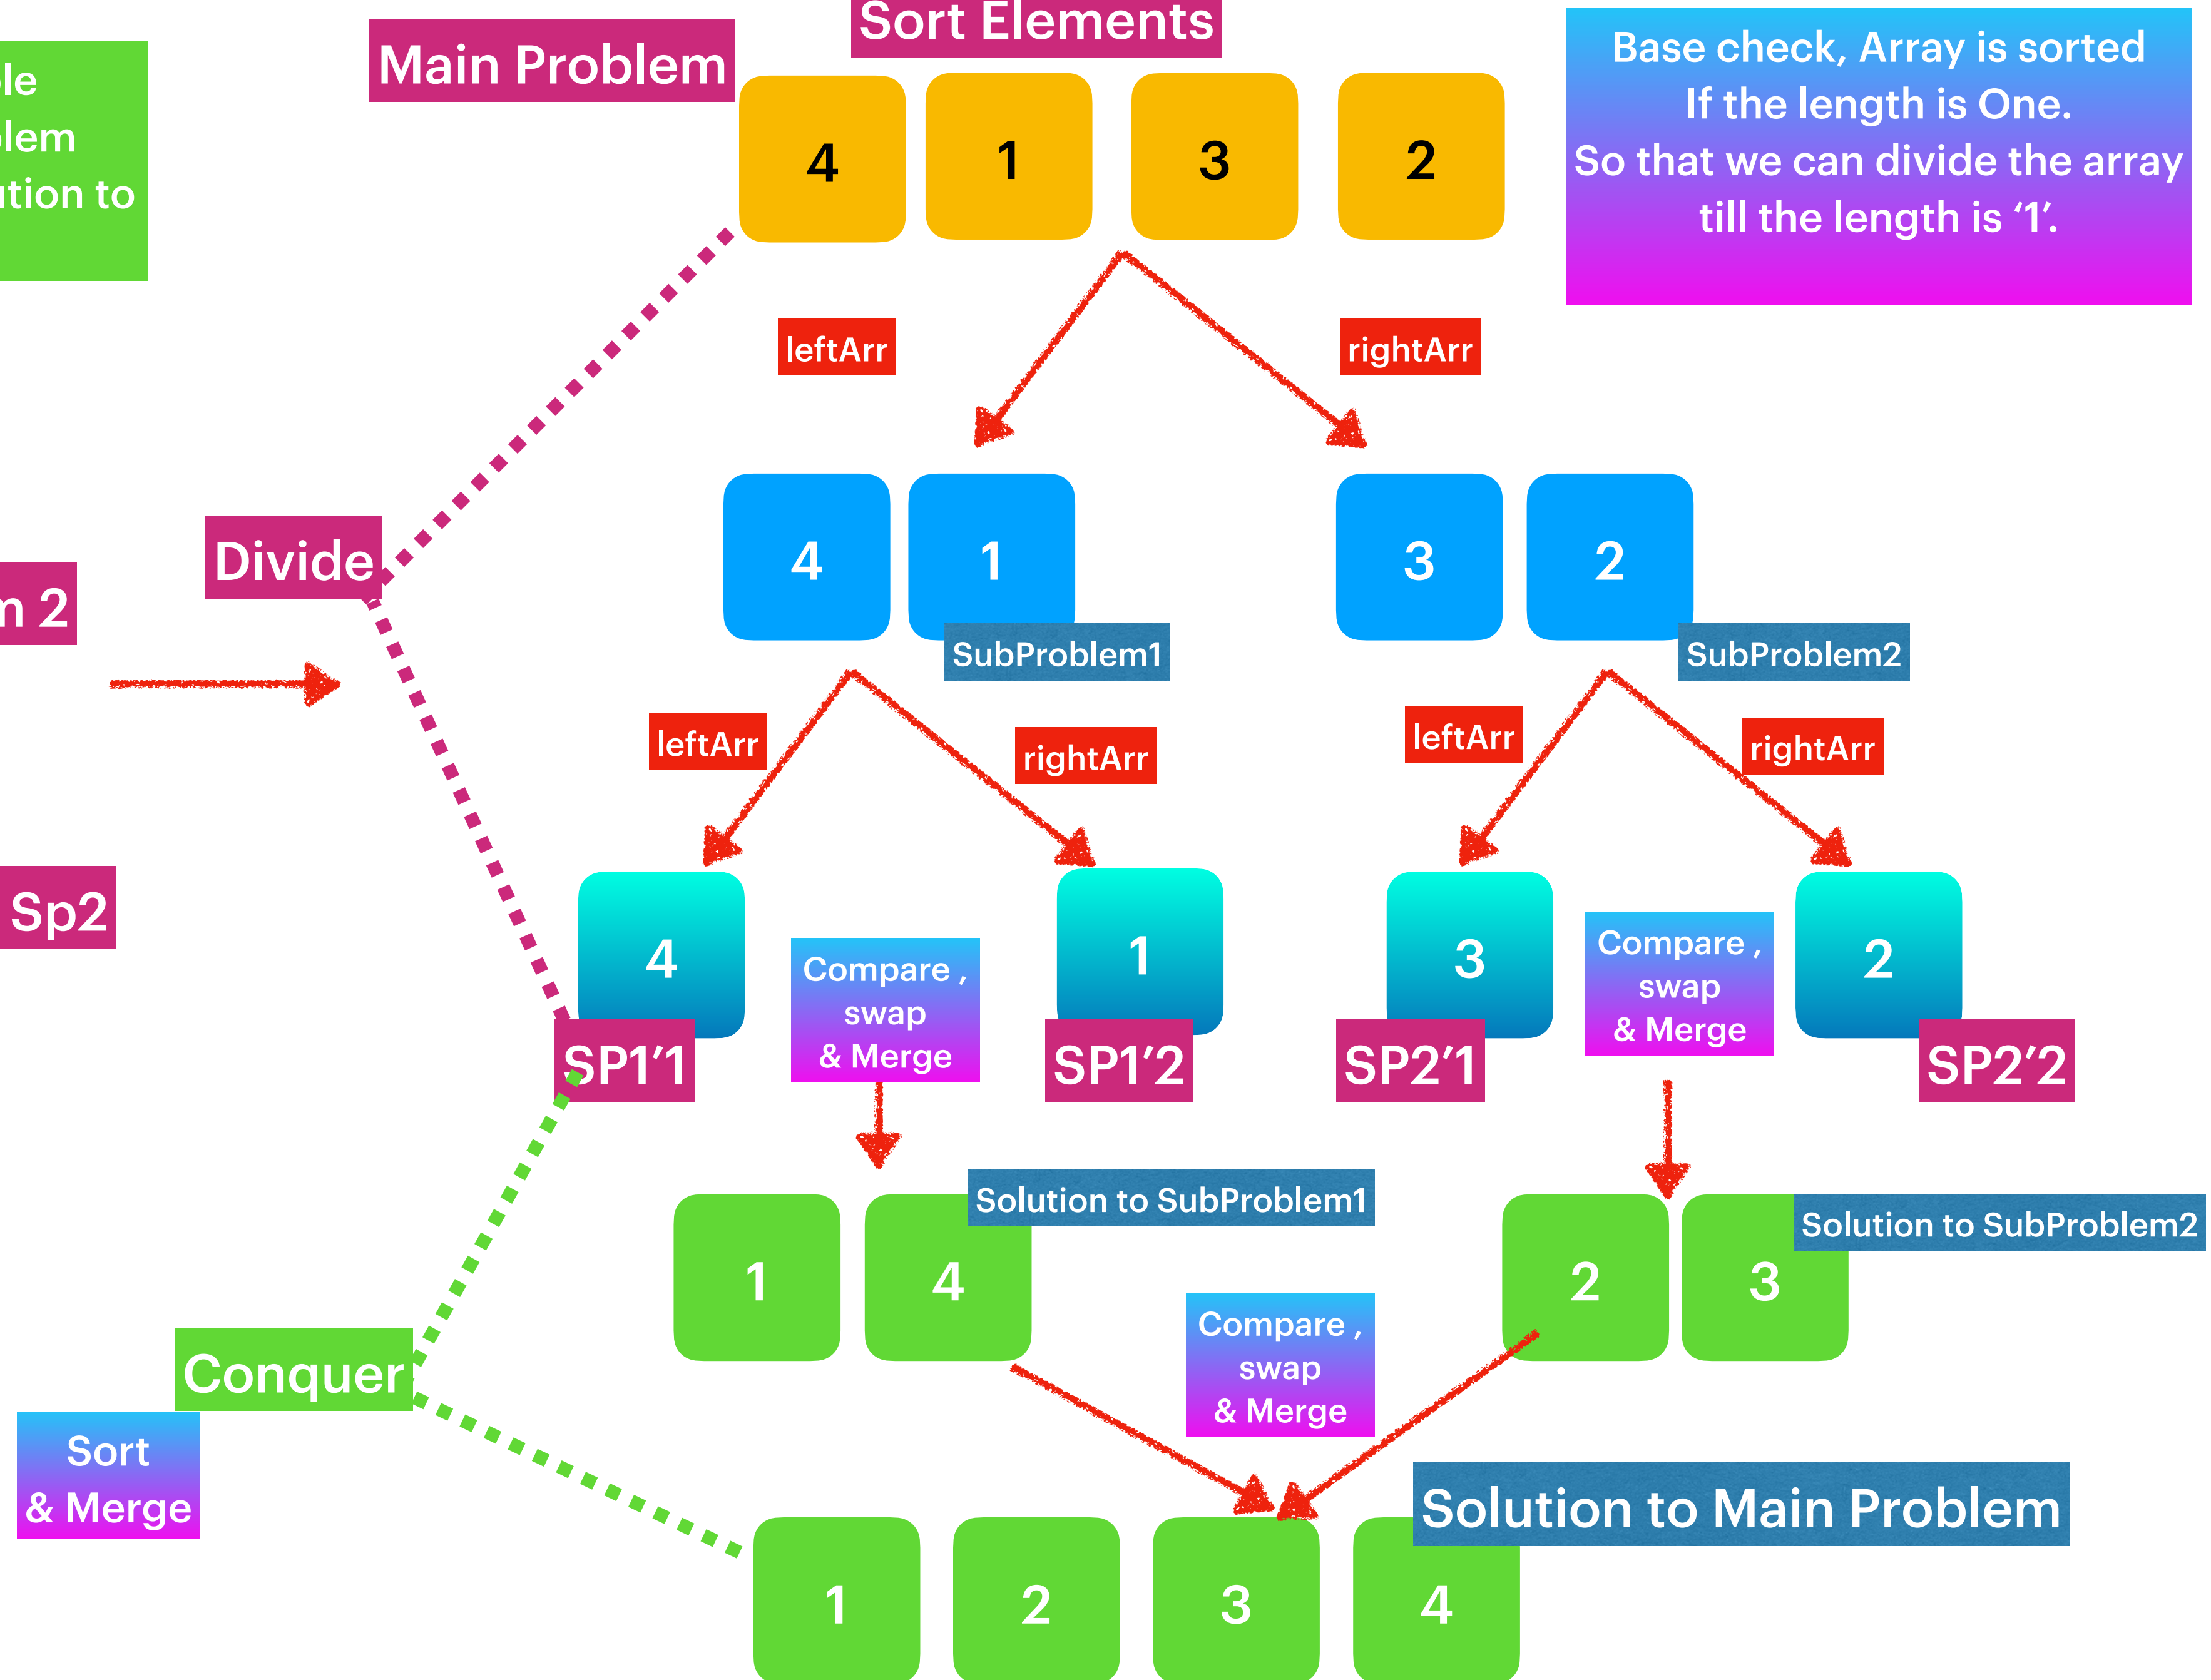 Sort Elements
Main Problem
Base check, Array is sorted
If the length is One.
So that we can divide the array
till the length is ‘1’.
ution to
4
1
3
2
leftArr
rightArr
Divide
4
1
3
2
SubProblem1
SubProblem2
2
leftArr
rightArr
leftArr
rightArr
Sp2
4
Compare ,
swap
& Merge
1
3
Compare ,
swap
& Merge
2
SP1’1
SP1’2
SP2’1
SP2’2
Solution to SubProblem1
Solution to SubProblem2
1
4
2
3
Compare ,
swap
& Merge
Conquer
Sort
& Merge
Solution to Main Problem
1
2
3
4